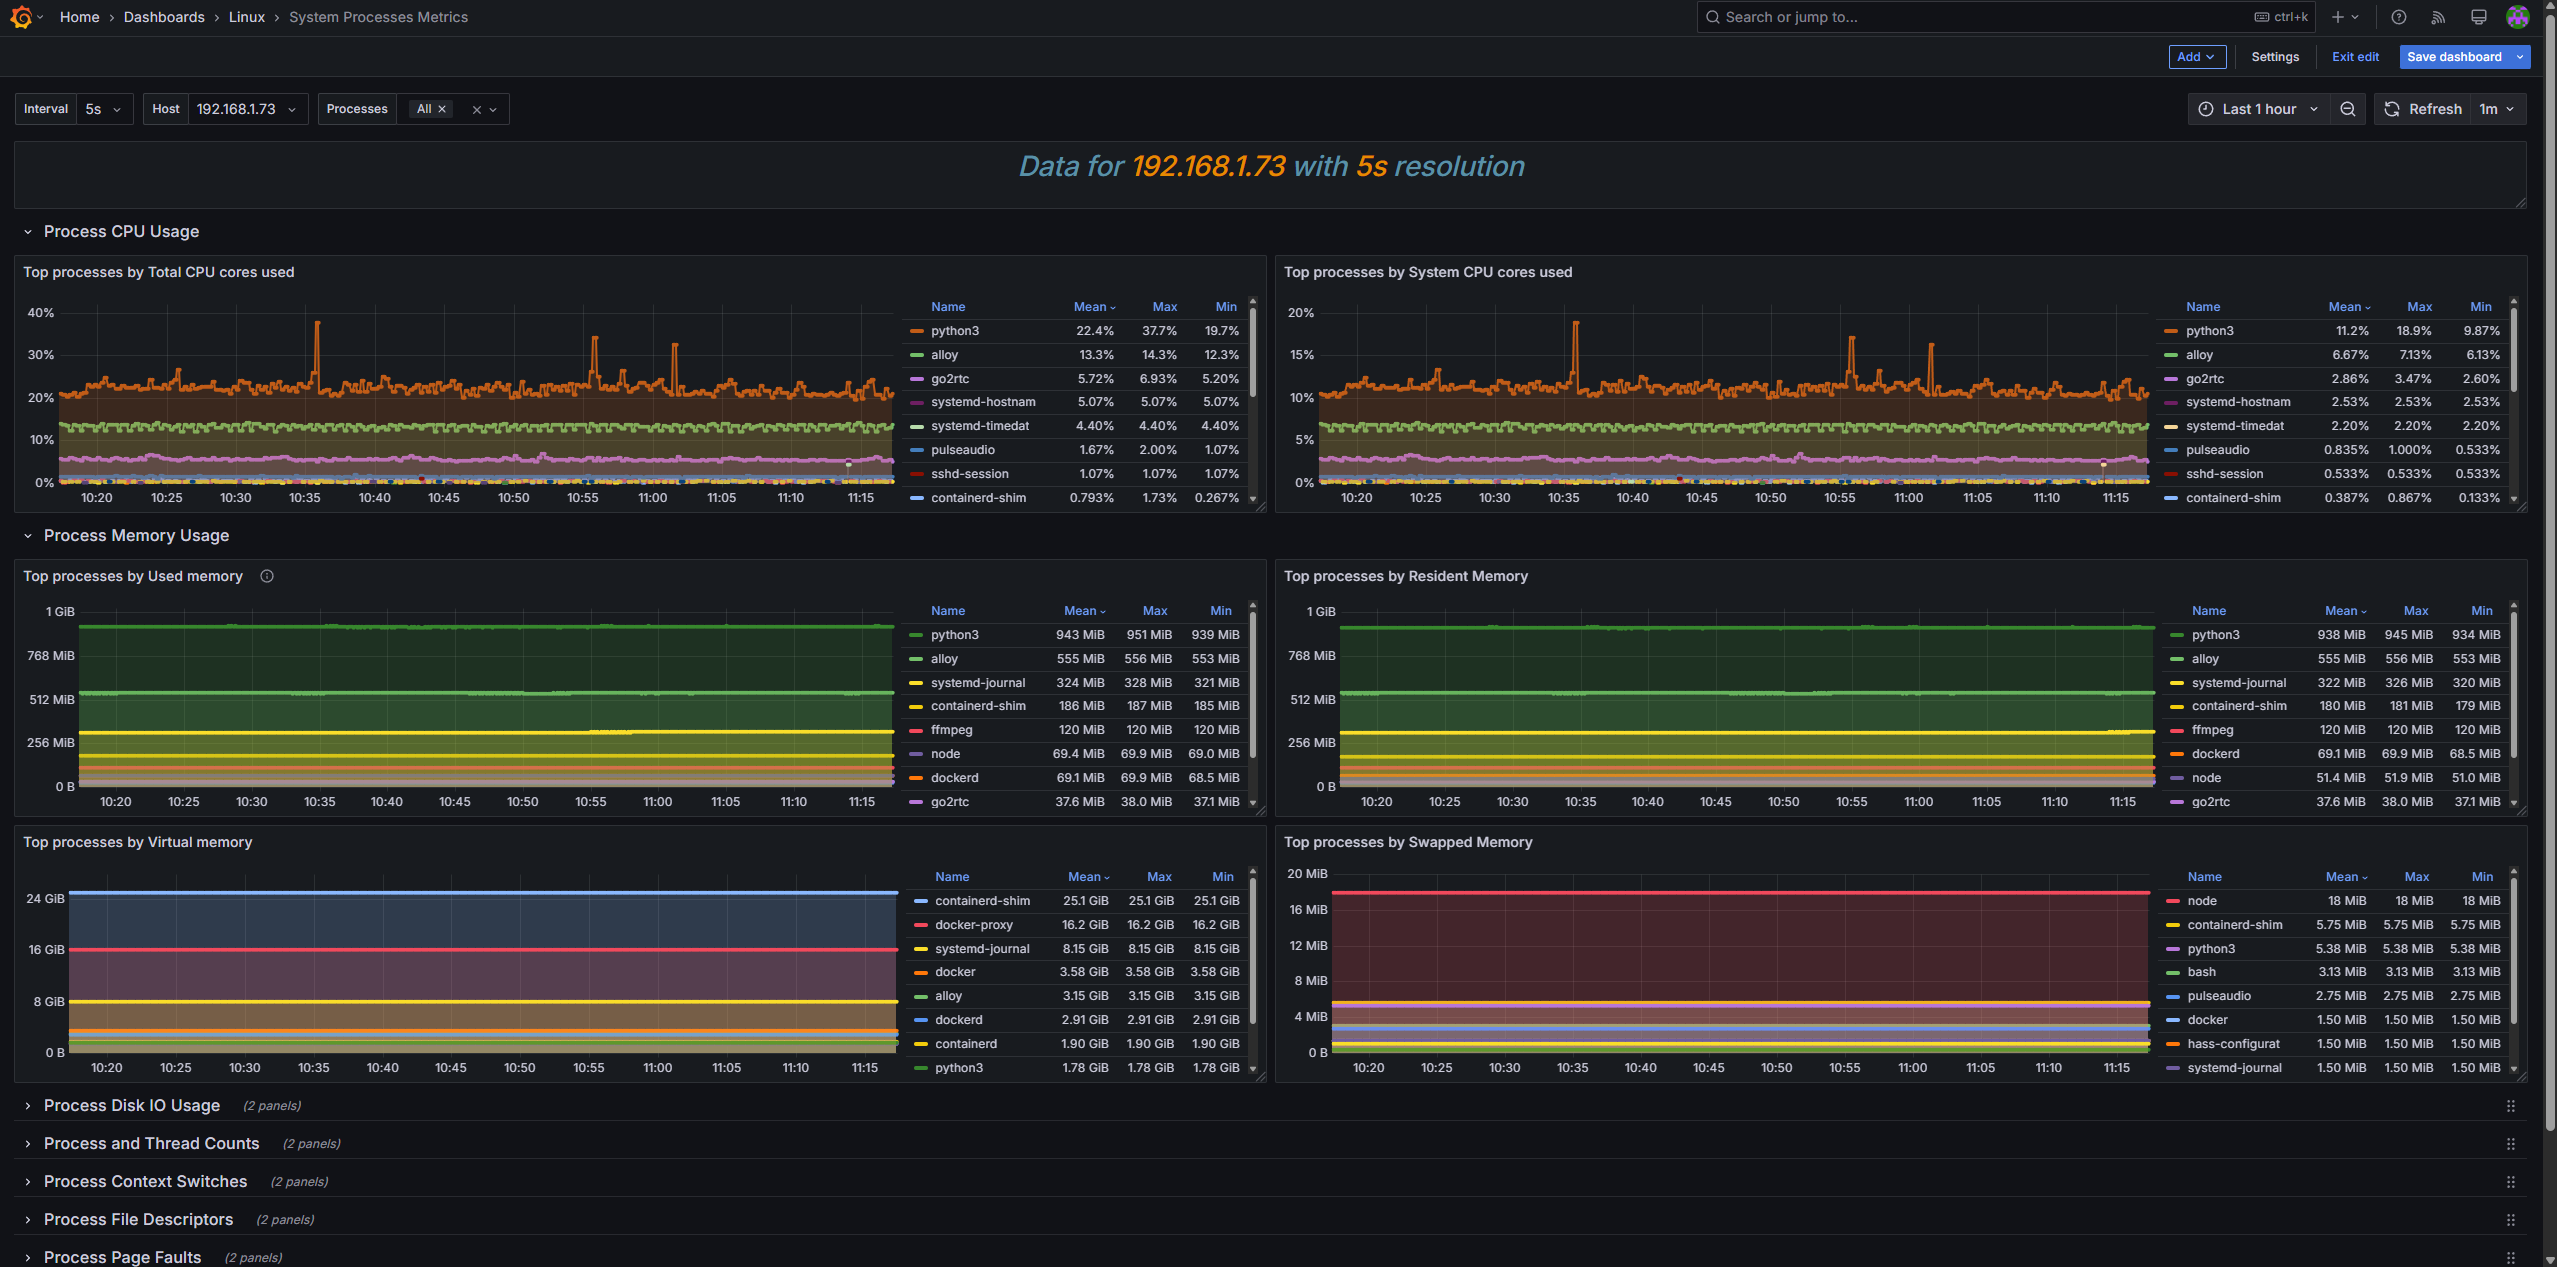 Home › Dashboards › Linux › System Processes Metrics
Search or jump to... ctrl+k
Add Settings Exit edit Save dashboard
Interval 5s Host 192.168.1.73 Processes All
Last 1 hour Refresh 1m
Data for 192.168.1.73 with 5s resolution
Process CPU Usage
Top processes by Total CPU cores used
40%
30%
20%
10%
0%
10:20 10:25 10:30 10:35 10:40 10:45 10:50 10:55 11:00 11:05 11:10 11:15
Name Mean Max Min
python3 22.4% 37.7% 19.7%
alloy 13.3% 14.3% 12.3%
go2rtc 5.72% 6.93% 5.20%
systemd-hostnam 5.07% 5.07% 5.07%
systemd-timedat 4.40% 4.40% 4.40%
pulseaudio 1.67% 2.00% 1.07%
sshd-session 1.07% 1.07% 1.07%
containerd-shim 0.793% 1.73% 0.267%
Top processes by System CPU cores used
20%
15%
10%
5%
0%
10:20 10:25 10:30 10:35 10:40 10:45 10:50 10:55 11:00 11:05 11:10 11:15
Name Mean Max Min
python3 11.2% 18.9% 9.87%
alloy 6.67% 7.13% 6.13%
go2rtc 2.86% 3.47% 2.60%
systemd-hostnam 2.53% 2.53% 2.53%
systemd-timedat 2.20% 2.20% 2.20%
pulseaudio 0.835% 1.000% 0.533%
sshd-session 0.533% 0.533% 0.533%
containerd-shim 0.387% 0.867% 0.133%
Process Memory Usage
Top processes by Used memory
1 GiB
768 MiB
512 MiB
256 MiB
0 B
10:20 10:25 10:30 10:35 10:40 10:45 10:50 10:55 11:00 11:05 11:10 11:15
Name Mean Max Min
python3 943 MiB 951 MiB 939 MiB
alloy 555 MiB 556 MiB 553 MiB
systemd-journal 324 MiB 328 MiB 321 MiB
containerd-shim 186 MiB 187 MiB 185 MiB
ffmpeg 120 MiB 120 MiB 120 MiB
node 69.4 MiB 69.9 MiB 69.0 MiB
dockerd 69.1 MiB 69.9 MiB 68.5 MiB
go2rtc 37.6 MiB 38.0 MiB 37.1 MiB
Top processes by Resident Memory
1 GiB
768 MiB
512 MiB
256 MiB
0 B
10:20 10:25 10:30 10:35 10:40 10:45 10:50 10:55 11:00 11:05 11:10 11:15
Name Mean Max Min
python3 938 MiB 945 MiB 934 MiB
alloy 555 MiB 556 MiB 553 MiB
systemd-journal 322 MiB 326 MiB 320 MiB
containerd-shim 180 MiB 181 MiB 179 MiB
ffmpeg 120 MiB 120 MiB 120 MiB
dockerd 69.1 MiB 69.9 MiB 68.5 MiB
node 51.4 MiB 51.9 MiB 51.0 MiB
go2rtc 37.6 MiB 38.0 MiB 37.1 MiB
Top processes by Virtual memory
24 GiB
16 GiB
8 GiB
0 B
10:20 10:25 10:30 10:35 10:40 10:45 10:50 10:55 11:00 11:05 11:10 11:15
Name Mean Max Min
containerd-shim 25.1 GiB 25.1 GiB 25.1 GiB
docker-proxy 16.2 GiB 16.2 GiB 16.2 GiB
systemd-journal 8.15 GiB 8.15 GiB 8.15 GiB
docker 3.58 GiB 3.58 GiB 3.58 GiB
alloy 3.15 GiB 3.15 GiB 3.15 GiB
dockerd 2.91 GiB 2.91 GiB 2.91 GiB
containerd 1.90 GiB 1.90 GiB 1.90 GiB
python3 1.78 GiB 1.78 GiB 1.78 GiB
Top processes by Swapped Memory
20 MiB
16 MiB
12 MiB
8 MiB
4 MiB
0 B
10:20 10:25 10:30 10:35 10:40 10:45 10:50 10:55 11:00 11:05 11:10 11:15
Name Mean Max Min
node 18 MiB 18 MiB 18 MiB
containerd-shim 5.75 MiB 5.75 MiB 5.75 MiB
python3 5.38 MiB 5.38 MiB 5.38 MiB
bash 3.13 MiB 3.13 MiB 3.13 MiB
pulseaudio 2.75 MiB 2.75 MiB 2.75 MiB
docker 1.50 MiB 1.50 MiB 1.50 MiB
hass-configurat 1.50 MiB 1.50 MiB 1.50 MiB
systemd-journal 1.50 MiB 1.50 MiB 1.50 MiB
Process Disk IO Usage (2 panels)
Process and Thread Counts (2 panels)
Process Context Switches (2 panels)
Process File Descriptors (2 panels)
Process Page Faults (2 panels)